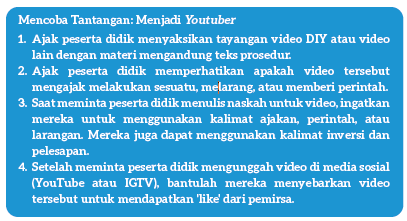 Mencoba Tantangan: Menjadi Youtuber
1. Ajak peserta didik menyaksikan tayangan video DIY atau video
lain dengan materi mengandung teks prosedur.
2. Ajak peserta didik memperhatikan apakah video tersebut
mengajak melakukan sesuatu, melarang, atau memberi perintah.
3. Saat meminta peserta didik menulis naskah untuk video, ingatkan
mereka untuk menggunakan kalimat ajakan, perintah, atau
larangan. Mereka juga dapat menggunakan kalimat inversi dan
pelesapan.
4. Setelah meminta peserta didik mengunggah video di media sosial
(YouTube atau IGTV), bantulah mereka menyebarkan video
tersebut untuk mendapatkan 'like' dari pemirsa.